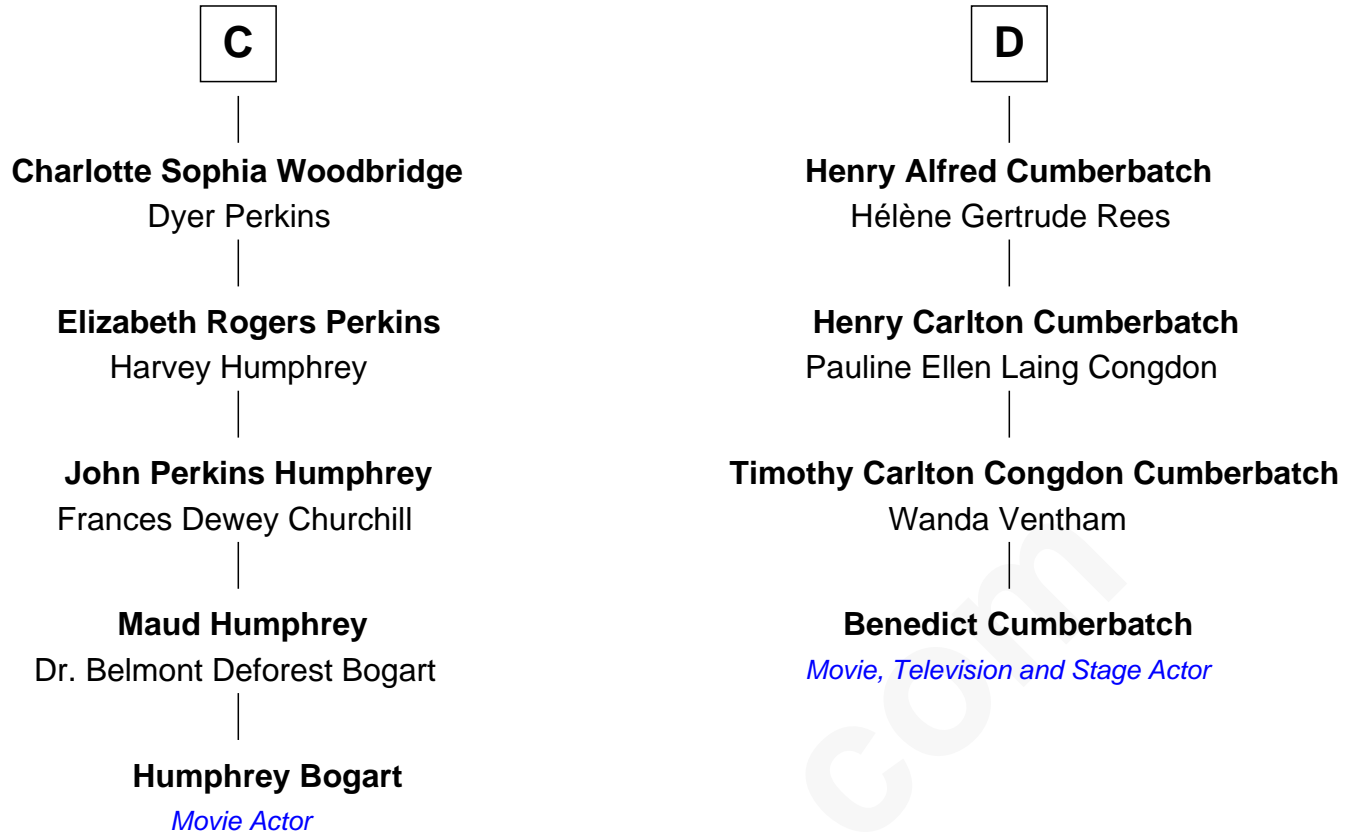 C
Charlotte Sophia Woodbridge
Dyer Perkins
Elizabeth Rogers Perkins
Harvey Humphrey
John Perkins Humphrey
Frances Dewey Churchill
Maud Humphrey
Dr. Belmont Deforest Bogart
Humphrey Bogart
Movie Actor
D
Henry Alfred Cumberbatch
Hélène Gertrude Rees
Henry Carlton Cumberbatch
Pauline Ellen Laing Congdon
Timothy Carlton Congdon Cumberbatch
Wanda Ventham
Benedict Cumberbatch
Movie, Television and Stage Actor
com